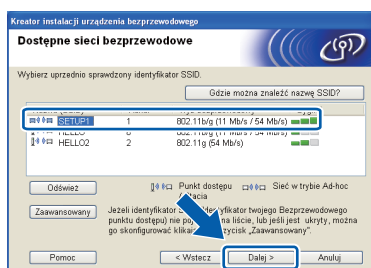 Kreator instalacji urządzenia bezprzewodowego
Dostępne sieci bezprzewodowe
Wybierz uprzednio sprawdzony identyfikator SSID.
Gdzie można znaleźć nazwę SSID?
SETUP1 1 802.11b/g (11 Mb/s / 54 Mb/s)
HELLO 6 802.11b/g (11 Mb/s / 54 Mb/s)
HELLO2 2 802.11g (54 Mb/s)
Odśwież
Punkt dostępu
Sieć w trybie Ad-hoc
Zaawansowany
Jeżeli identyfikator twojego Bezprzewodowego
punktu dostępu) nie na liście, lub jeśli jest ukryty, można
go skonfigurować „Zaawansowany".
Pomoc
< Wstecz
Dalej >
Anuluj